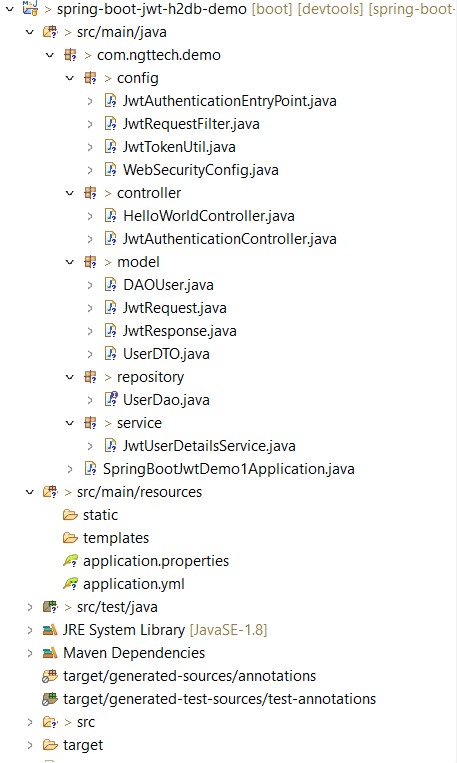 > spring-boot-jwt-h2db-demo [boot] [devtools] [spring-boot-
> src/main/java
> com.ngttech.demo
> config
> JwtAuthenticationEntryPoint.java
> JwtRequestFilter.java
> JwtTokenUtil.java
> WebSecurityConfig.java
> controller
> HelloWorldController.java
> JwtAuthenticationController.java
> model
> DAOUser.java
> JwtRequest.java
> JwtResponse.java
> UserDTO.java
> repository
> UserDao.java
> service
> JwtUserDetailsService.java
> SpringBootJwtDemo1Application.java
> src/main/resources
static
templates
application.properties
application.yml
> src/test/java
JRE System Library [JavaSE-1.8]
Maven Dependencies
target/generated-sources/annotations
target/generated-test-sources/test-annotations
> src
target